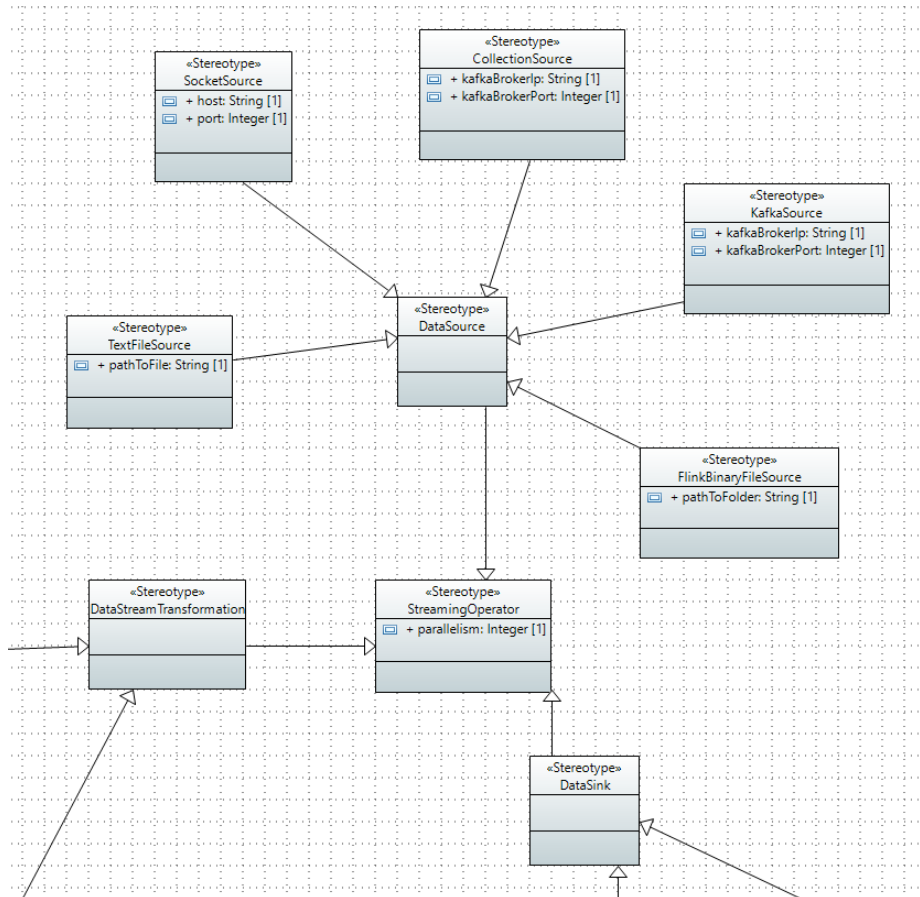 «Stereotype»
SocketSource
+ host: String [1]
+ port: Integer [1]
«Stereotype»
CollectionSource
+ kafkaBrokerIp: String [1]
+ kafkaBrokerPort: Integer [1]
«Stereotype»
KafkaSource
+ kafkaBrokerIp: String [1]
+ kafkaBrokerPort: Integer [1]
«Stereotype»
DataSource
«Stereotype»
TextFileSource
+ pathToFile: String [1]
«Stereotype»
FlinkBinaryFileSource
+ pathToFolder: String [1]
«Stereotype»
DataStreamTransformation
«Stereotype»
StreamingOperator
+ parallelism: Integer [1]
«Stereotype»
DataSink